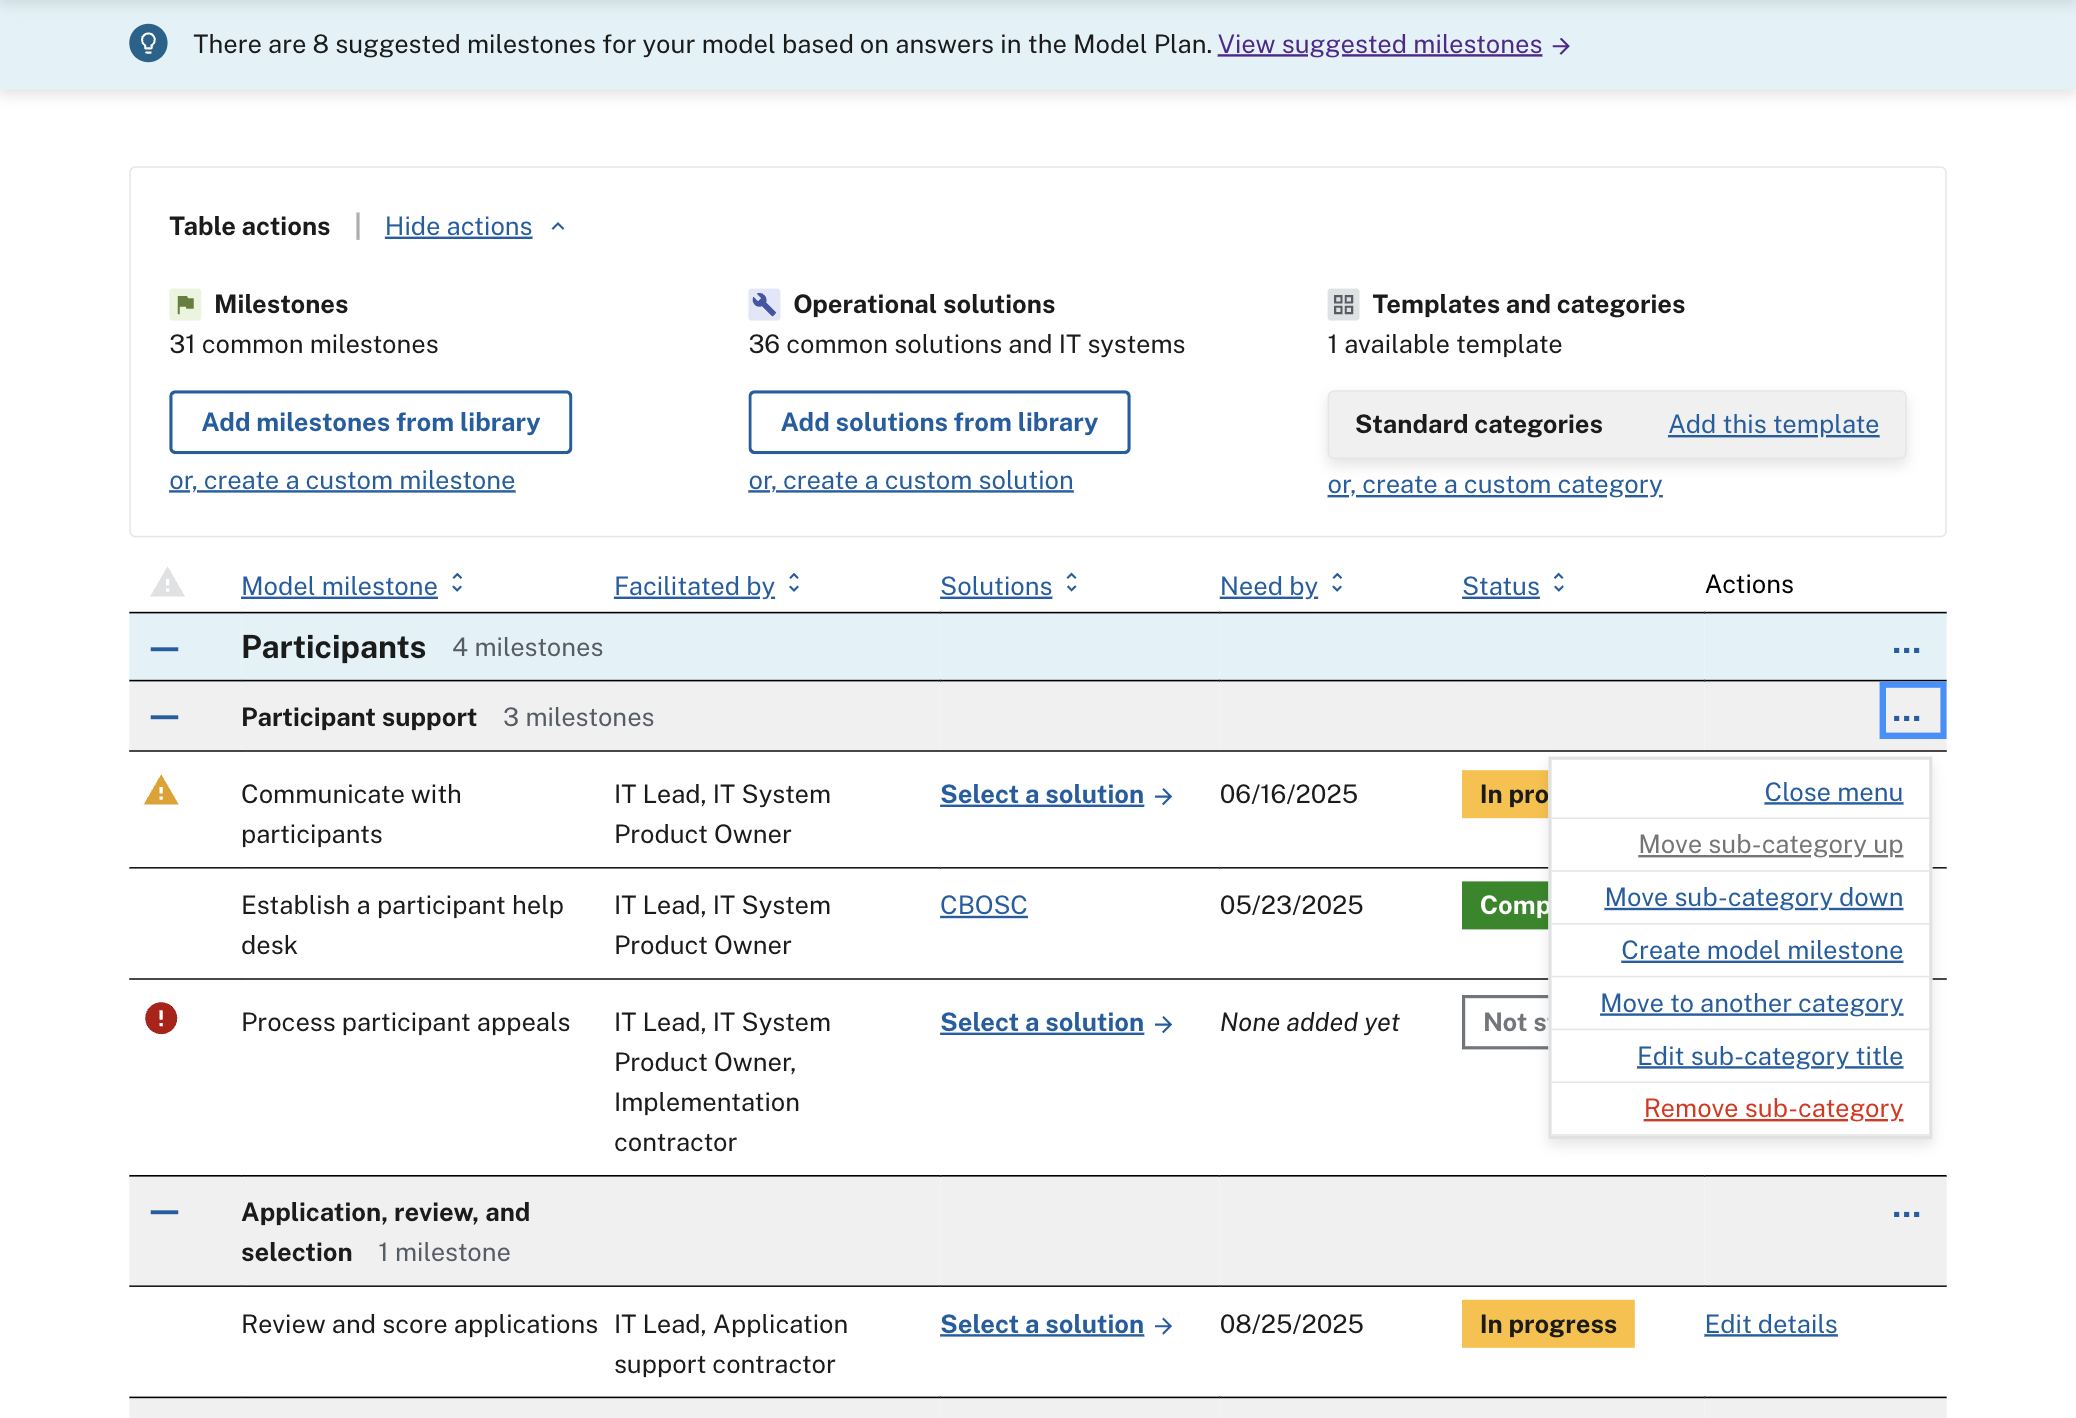 There are 8 suggested milestones for your model based on answers in the Model Plan. View suggested milestones →
Table actions | Hide actions
Milestones
31 common milestones
Add milestones from library
or, create a custom milestone
Operational solutions
36 common solutions and IT systems
Add solutions from library
or, create a custom solution
Templates and categories
1 available template
Standard categories Add this template
or, create a custom category
Model milestone Facilitated by Solutions Need by Status Actions
Participants 4 milestones ...
Participant support 3 milestones ...
Communicate with
participants
IT Lead, IT System
Product Owner
Select a solution →
06/16/2025
In pro
Establish a participant help
desk
IT Lead, IT System
Product Owner
CBOSC
05/23/2025
Comp
Process participant appeals
IT Lead, IT System
Product Owner,
Implementation
contractor
Select a solution →
None added yet
Not s
Close menu
Move sub-category up
Move sub-category down
Create model milestone
Move to another category
Edit sub-category title
Remove sub-category
Application, review, and
selection 1 milestone
...
Review and score applications
IT Lead, Application
support contractor
Select a solution →
08/25/2025
In progress
Edit details